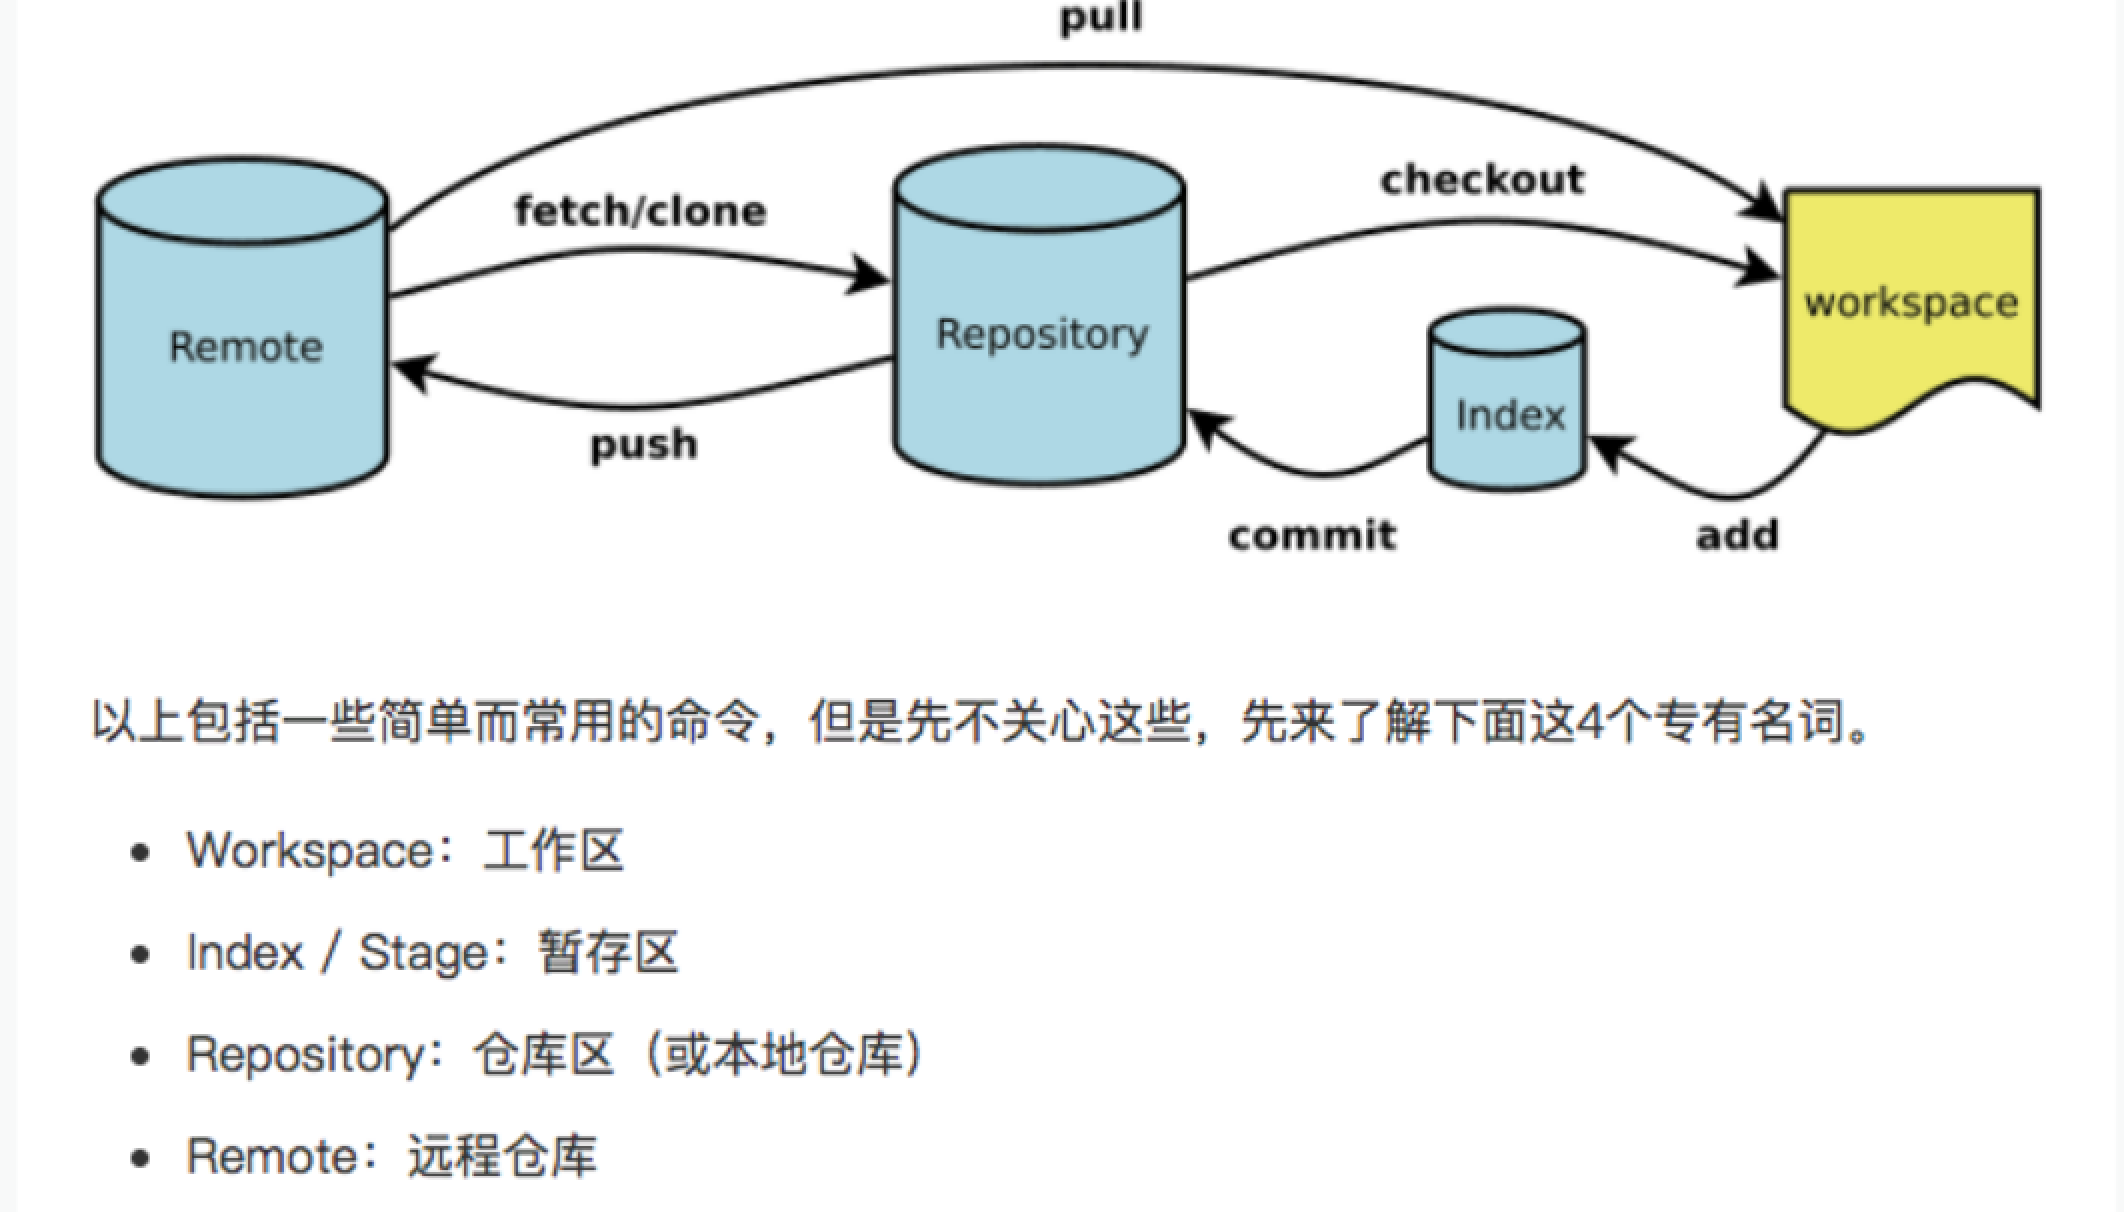 pull
fetch/clone
checkout
Remote
Repository
workspace
Index
push
commit
add
以上包括一些简单而常用的命令，但是先不关心这些，先来了解下面这4个专有名词。
• Workspace：工作区
• Index / Stage：暂存区
• Repository：仓库区（或本地仓库）
• Remote：远程仓库